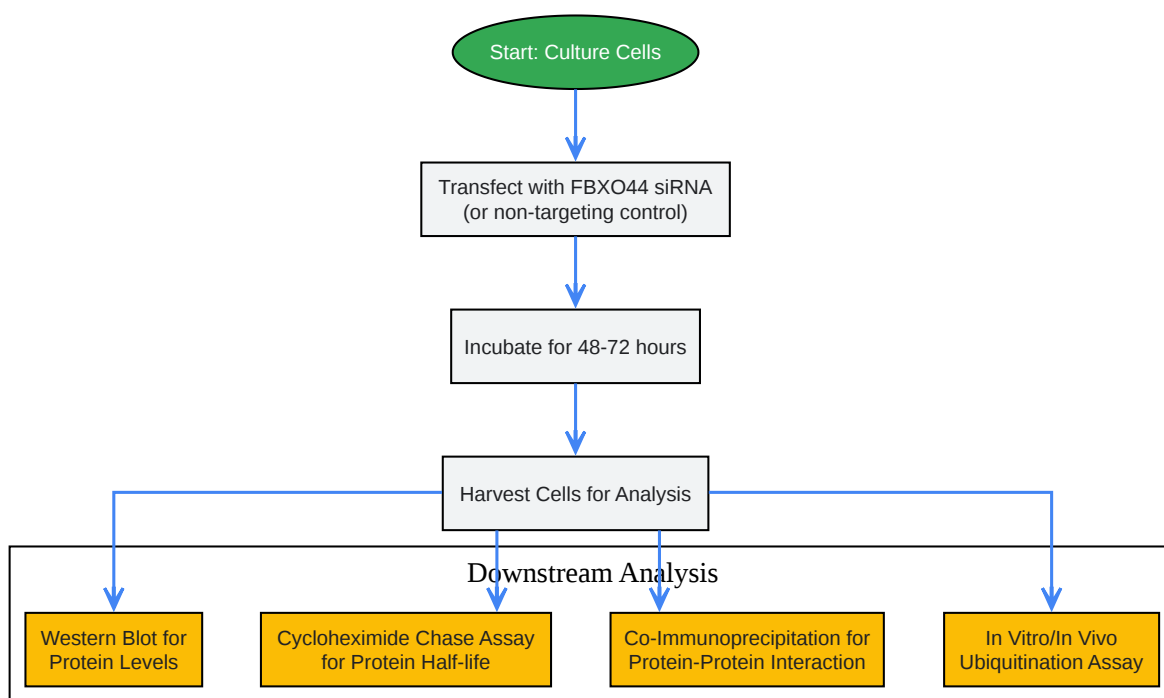 Start: Culture Cells
Transfect with FBXO44 siRNA
(or non-targeting control)
Incubate for 48-72 hours
Harvest Cells for Analysis
Downstream Analysis
Western Blot for
Protein Levels
Cycloheximide Chase Assay
for Protein Half-life
Co-Immunoprecipitation for
Protein-Protein Interaction
In Vitro/In Vivo
Ubiquitination Assay